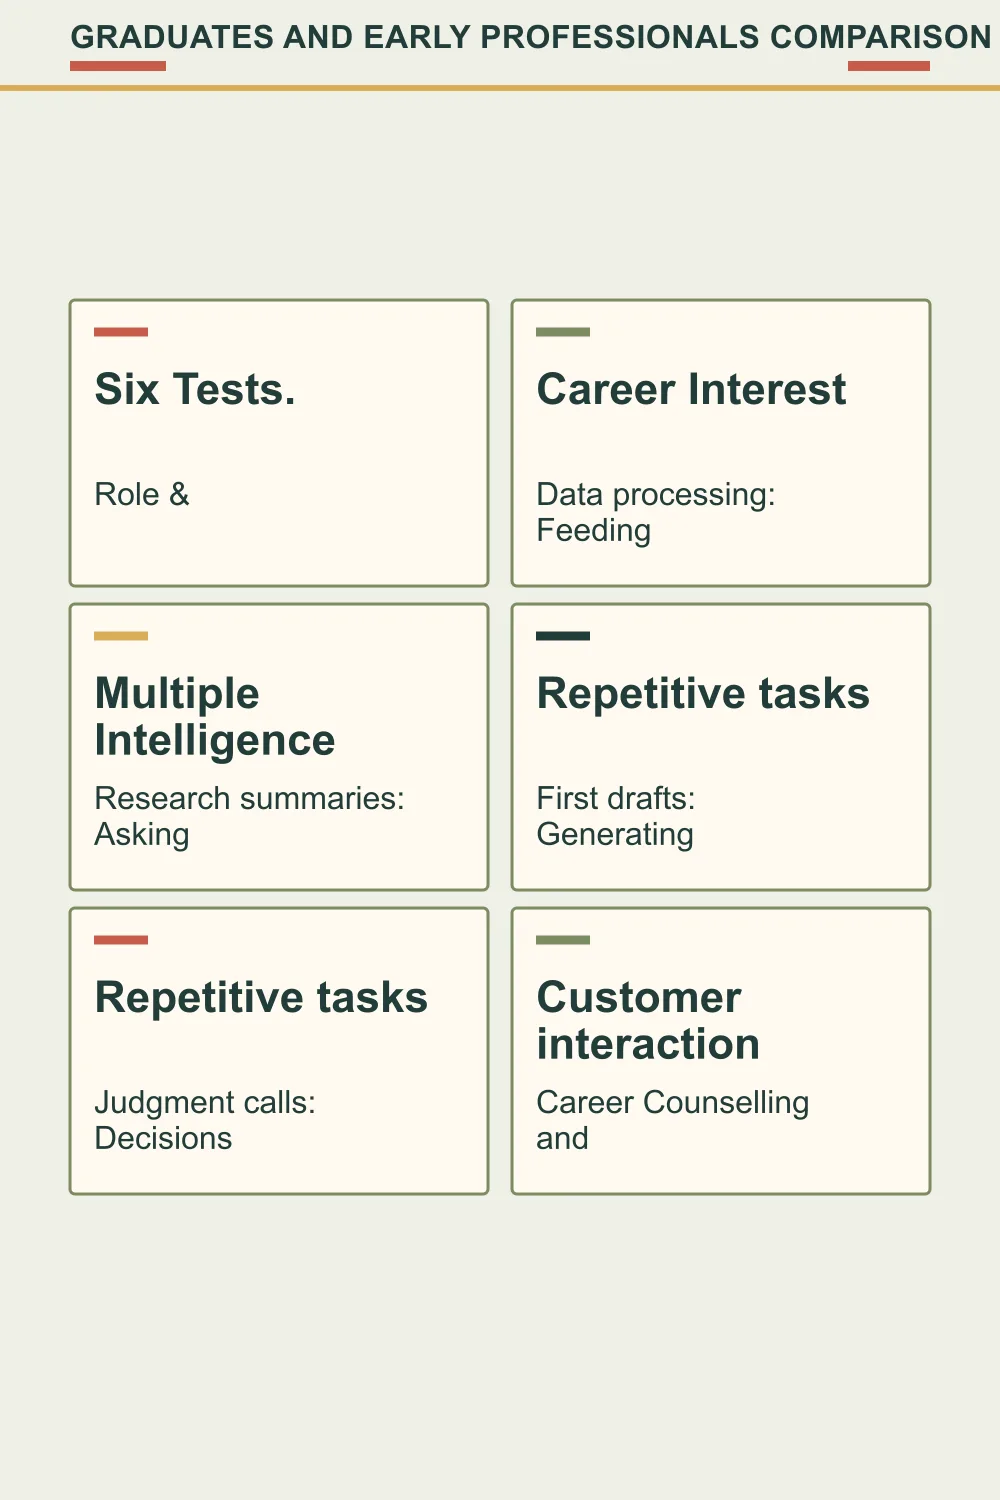 GRADUATES AND EARLY PROFESSIONALS COMPARISON
Six Tests.
Role &
Career Interest
Data processing:
Feeding
Multiple
Intelligence
Research summaries:
Asking
Repetitive tasks
First drafts:
Generating
Repetitive tasks
Judgment calls:
Decisions
Customer
interaction
Career Counselling
and